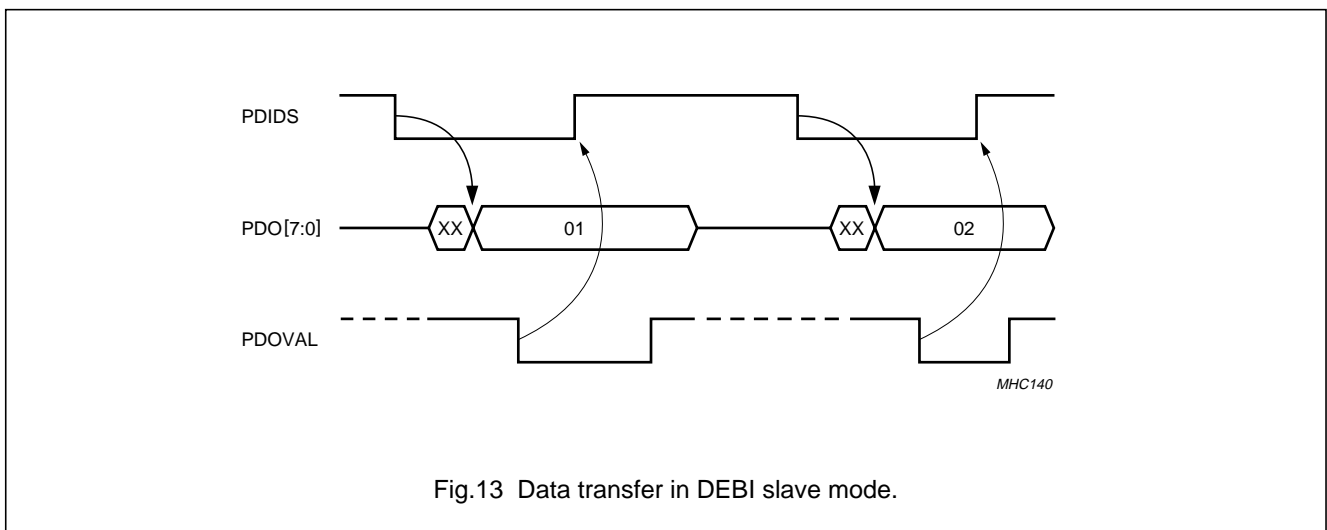 PDIDS
PDO[7:0]
XX
01
XX
02
PDOVAL
MHC140
Fig.13 Data transfer in DEBI slave mode.